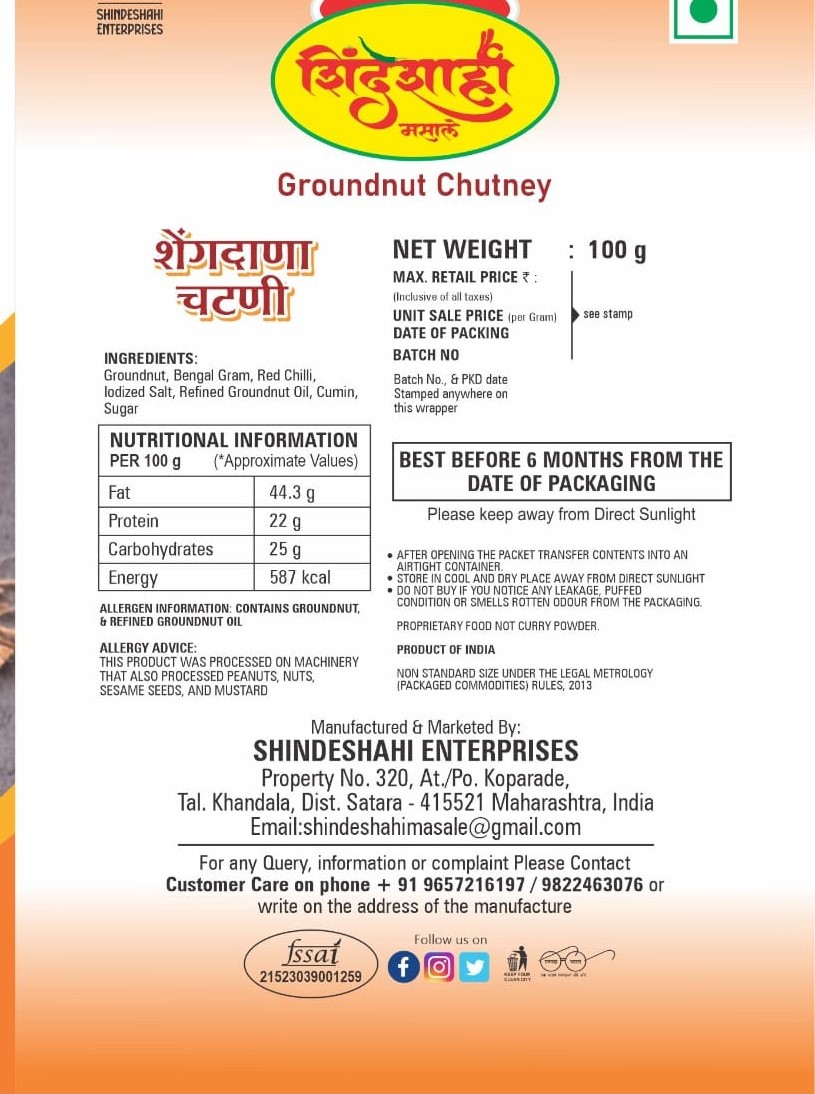 SHINDESHAHI
ENTERPRISES
शिंदेशाही
मसाले
Groundnut Chutney
शेंगदाणा
चटणी
INGREDIENTS:
Groundnut, Bengal Gram, Red Chilli,
Iodized Salt, Refined Groundnut Oil, Cumin,
Sugar
NUTRITIONAL INFORMATION
PER 100 g (*Approximate Values)
Fat 44.3 g
Protein 22 g
Carbohydrates 25 g
Energy 587 kcal
ALLERGEN INFORMATION: CONTAINS GROUNDNUT,
& REFINED GROUNDNUT OIL
ALLERGY ADVICE:
THIS PRODUCT WAS PROCESSED ON MACHINERY
THAT ALSO PROCESSED PEANUTS, NUTS,
SESAME SEEDS, AND MUSTARD
NET WEIGHT : 100 g
MAX. RETAIL PRICE ₹ :
(Inclusive of all taxes)
UNIT SALE PRICE (per Gram)
see stamp
DATE OF PACKING
BATCH NO
Batch No., & PKD date
Stamped anywhere on
this wrapper
BEST BEFORE 6 MONTHS FROM THE
DATE OF PACKAGING
Please keep away from Direct Sunlight
• AFTER OPENING THE PACKET TRANSFER CONTENTS INTO AN
AIRTIGHT CONTAINER.
• STORE IN COOL AND DRY PLACE AWAY FROM DIRECT SUNLIGHT
• DO NOT BUY IF YOU NOTICE ANY LEAKAGE, PUFFED
CONDITION OR SMELLS ROTTEN ODOUR FROM THE PACKAGING.
PROPRIETARY FOOD NOT CURRY POWDER.
PRODUCT OF INDIA
NON STANDARD SIZE UNDER THE LEGAL METROLOGY
(PACKAGED COMMODITIES) RULES, 2013
Manufactured & Marketed By:
SHINDESHAHI ENTERPRISES
Property No. 320, At./Po. Koparade,
Tal. Khandala, Dist. Satara - 415521 Maharashtra, India
Email:shindeshahimasale@gmail.com
For any Query, information or complaint Please Contact
Customer Care on phone + 91 9657216197 / 9822463076 or
write on the address of the manufacture
fssai
21523039001259
Follow us on
KEEP YOUR
CLEAN CITY